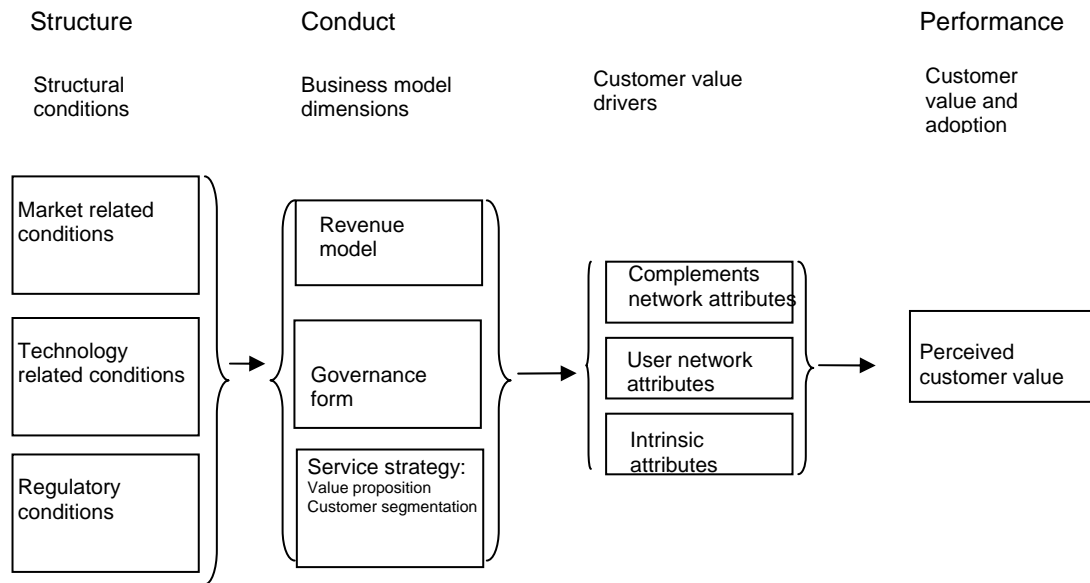 Structure
Conduct
Performance
Structural
conditions
Business model
dimensions
Customer value
drivers
Customer
value and
adoption
Market related
conditions
Technology
related conditions
Regulatory
conditions
Revenue
model
Governance
form
Service strategy:
Value proposition
Customer segmentation
Complements
network attributes
User network
attributes
Intrinsic
attributes
Perceived
customer value